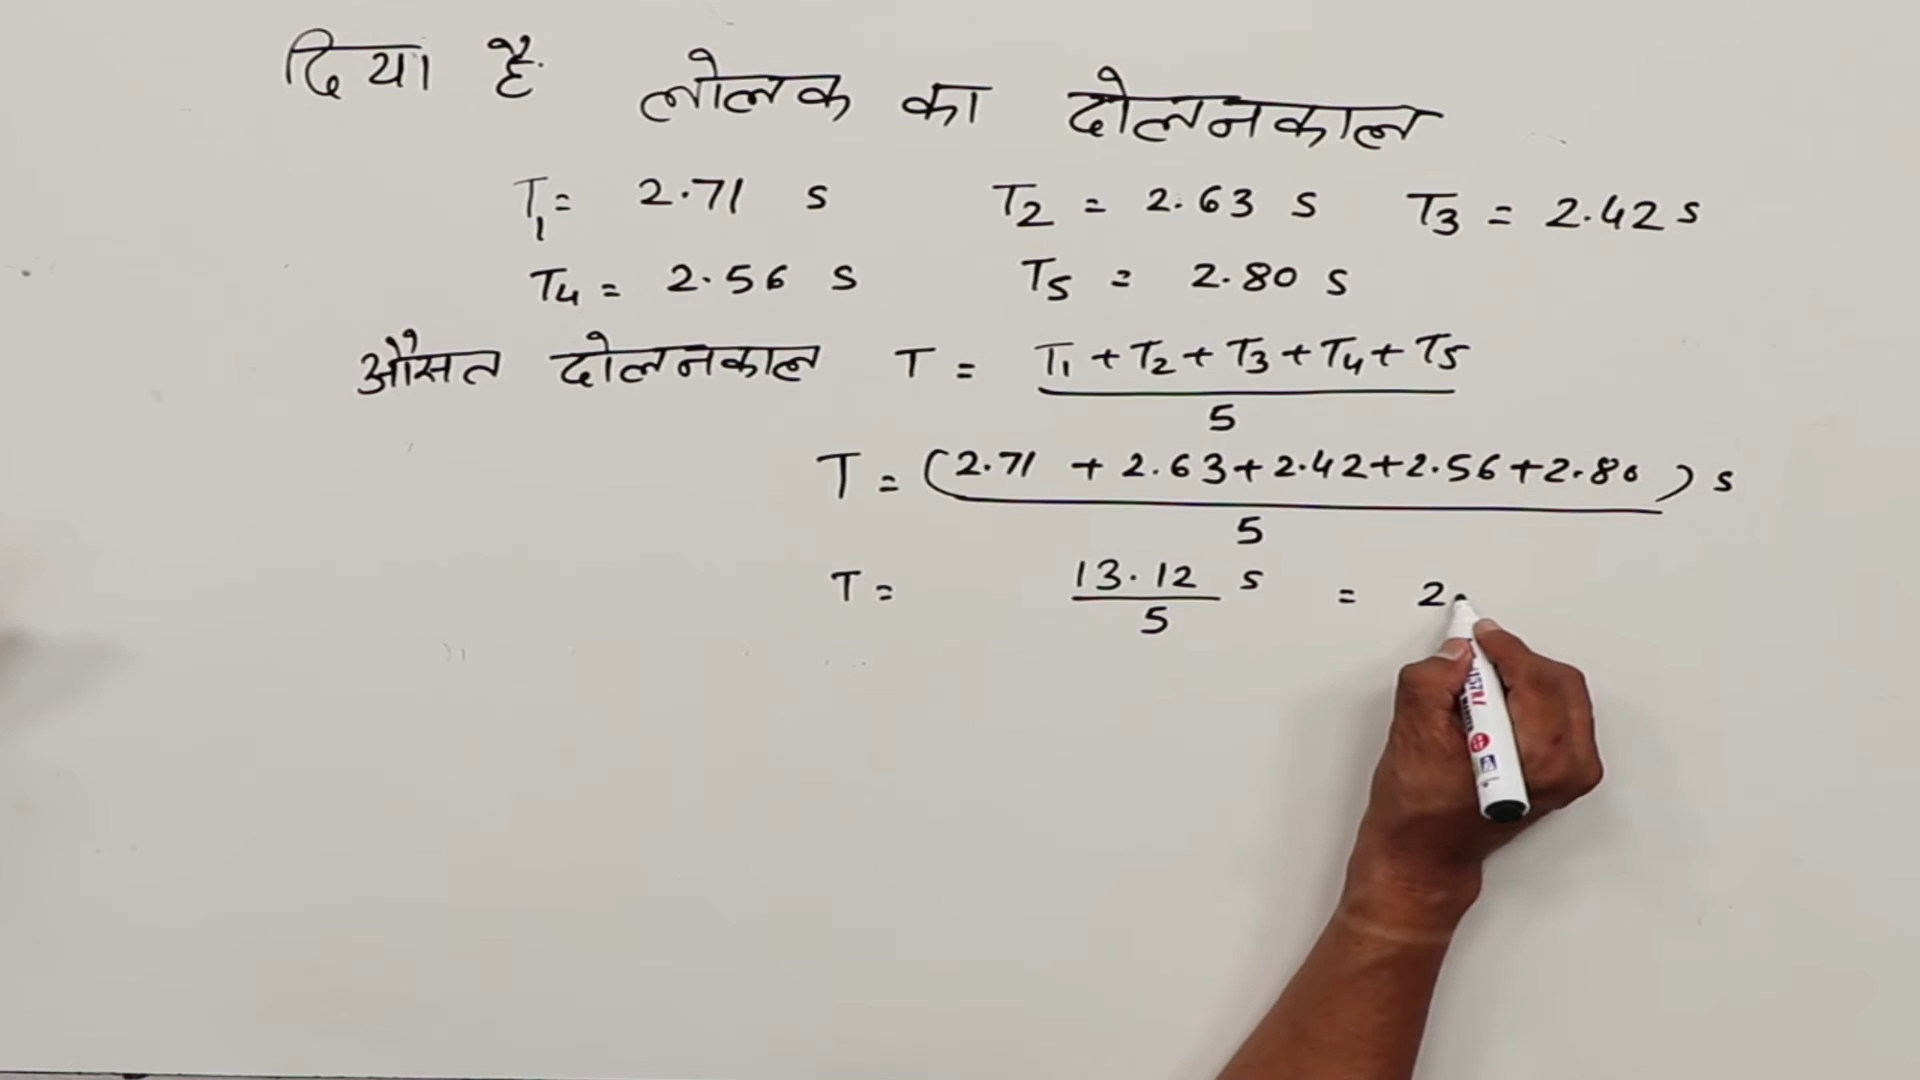 दिया है लोलक का दोलनकाल
T1 = 2.71 s T2 = 2.63 s T3 = 2.42 s
T4 = 2.56 s T5 = 2.80 s
औसत दोलनकाल T = T1 + T2 + T3 + T4 + T5
5
T = (2.71 + 2.63 + 2.42 + 2.56 + 2.80) s
5
T = 13.12 s = 2.
5